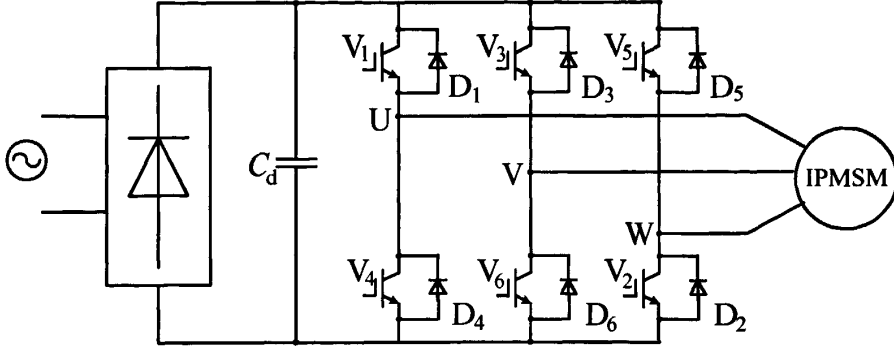 V1 V3 V5
D1 D3 D5
U
Cd
V
IPMSM
W
V4 V6 V2
D4 D6 D2